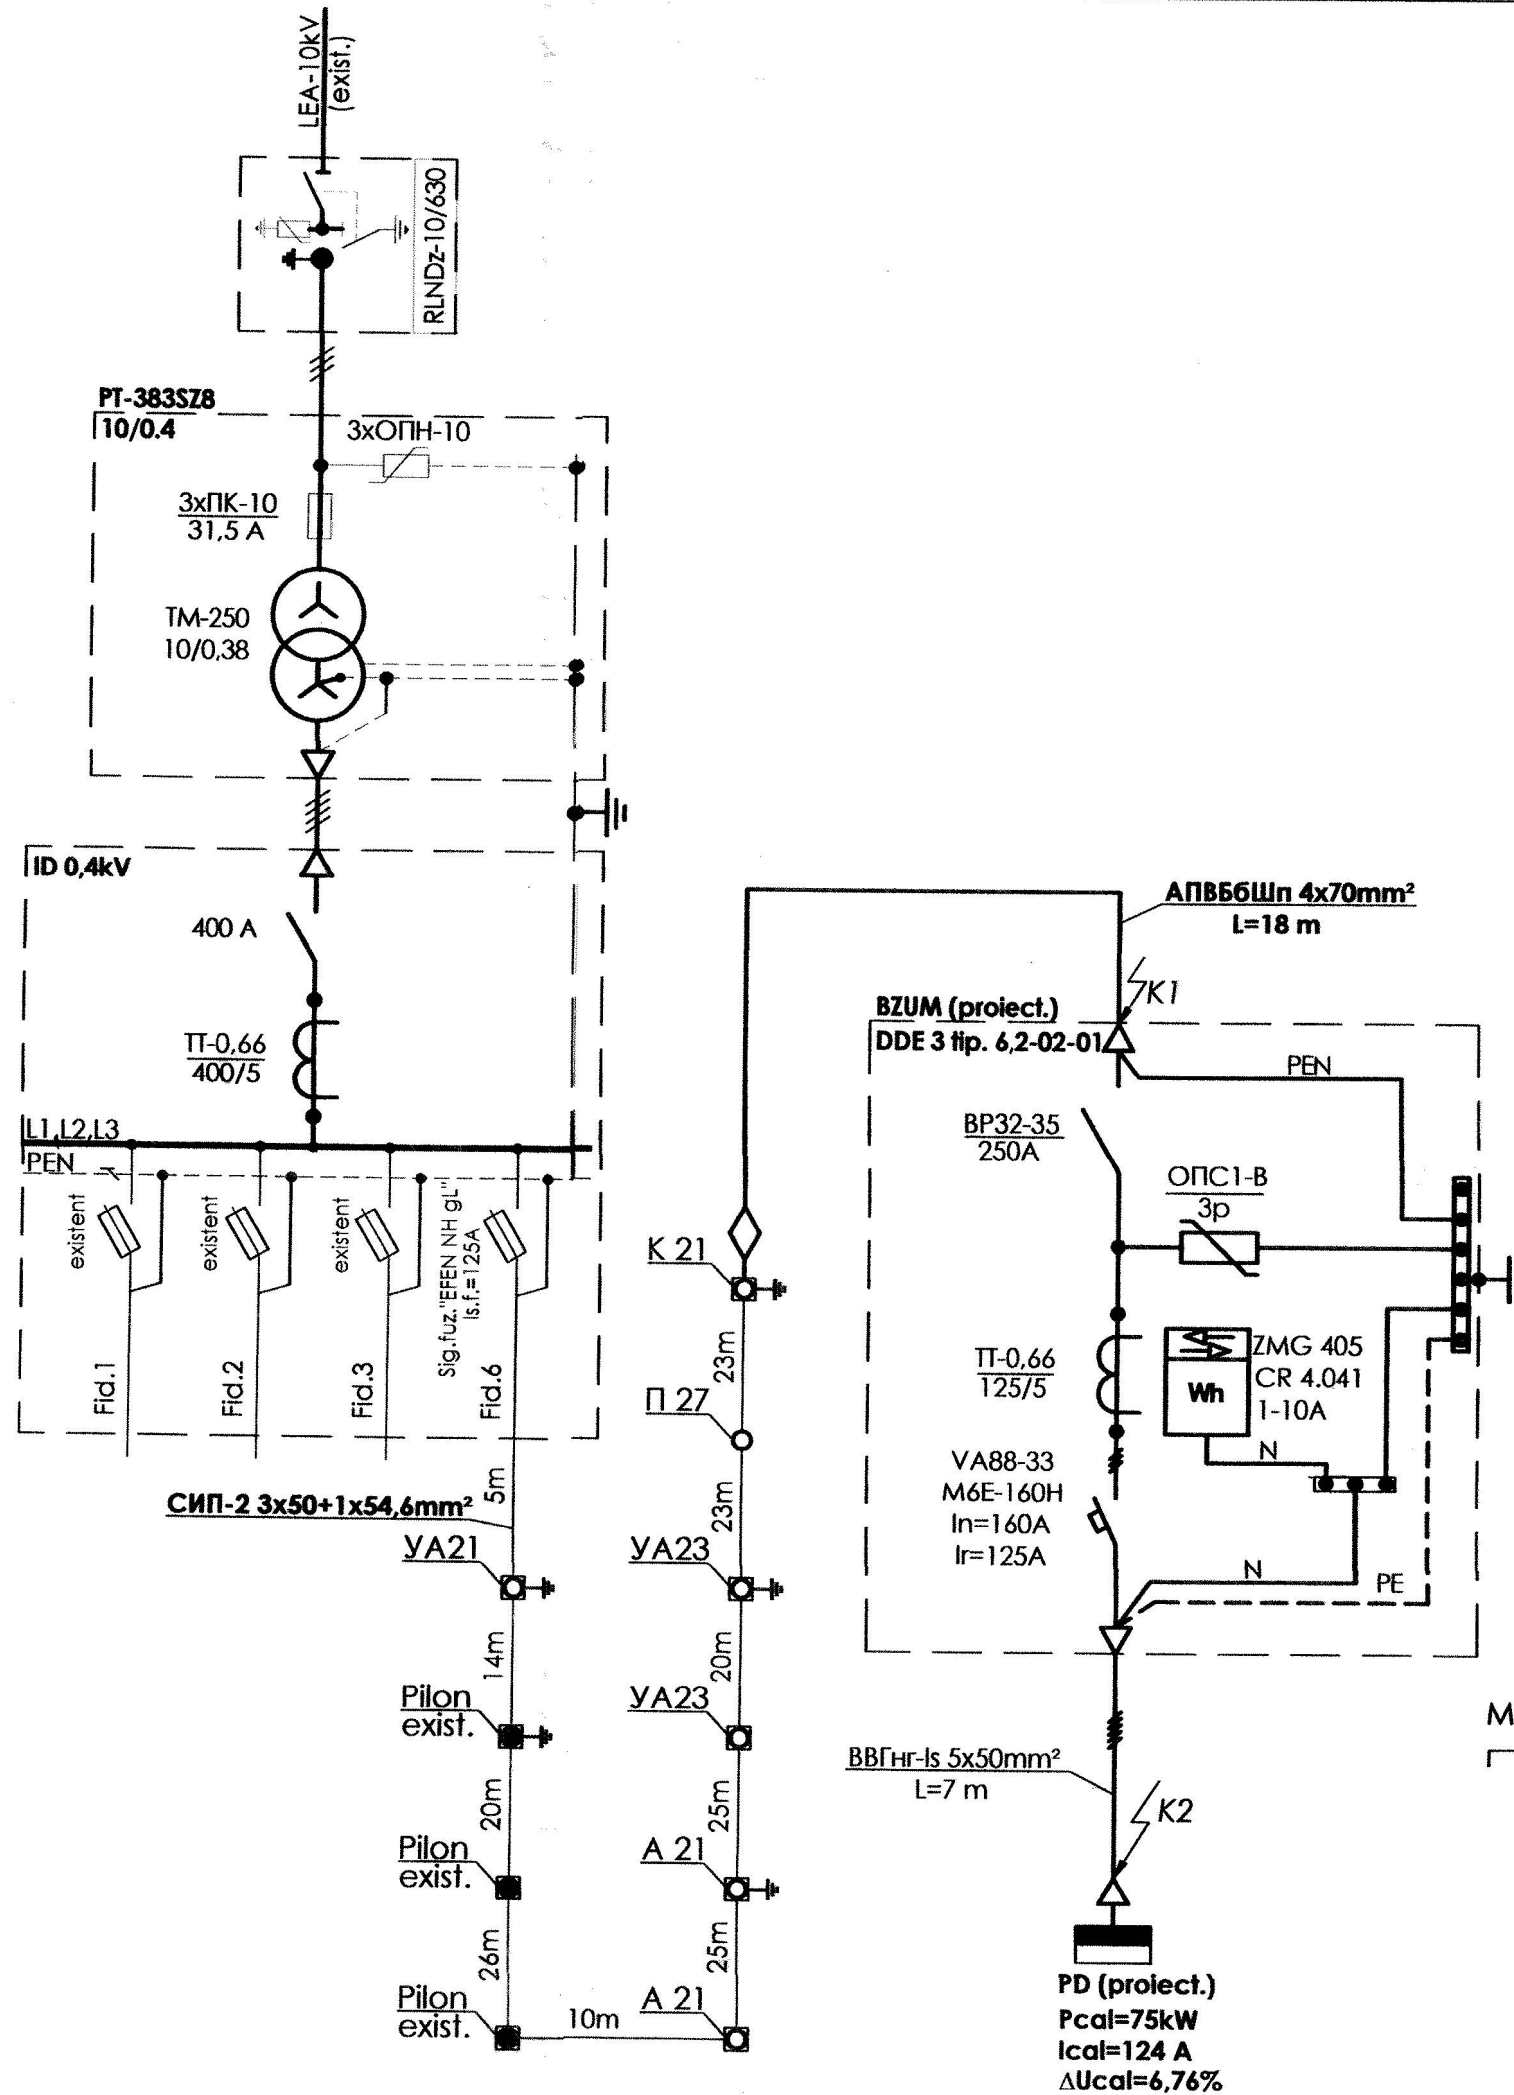 LEA-10kV
(exist.)
RLNDz-10/630
PT-383SZ8
10/0.4
3xОПН-10
3xПК-10
31,5 A
TM-250
10/0,38
ID 0,4kV
400 A
TT-0,66
400/5
L1,L2,L3
PEN
existent
existent
existent
Sig.fuz."EFEN NH gL"
Is.f.=125A
Fid.1
Fid.2
Fid.3
Fid.6
5m
СИП-2 3x50+1x54,6mm²
УА21
14m
Pilon
exist.
20m
Pilon
exist.
26m
Pilon
exist.
10m
К 21
23m
П 27
23m
УА23
20m
УА23
25m
А 21
25m
А 21
АПВБбШп 4x70mm²
L=18 m
K1
BZUM (proiect.)
DDE 3 tip. 6,2-02-01
PEN
BP32-35
250A
ОПС1-В
3p
TT-0,66
125/5
ZMG 405
CR 4.041
1-10A
Wh
N
VA88-33
M6E-160H
In=160A
Ir=125A
N
PE
ВВГнг-ls 5x50mm²
L=7 m
K2
M
PD (proiect.)
Pcal=75kW
Ical=124 A
ΔUcal=6,76%